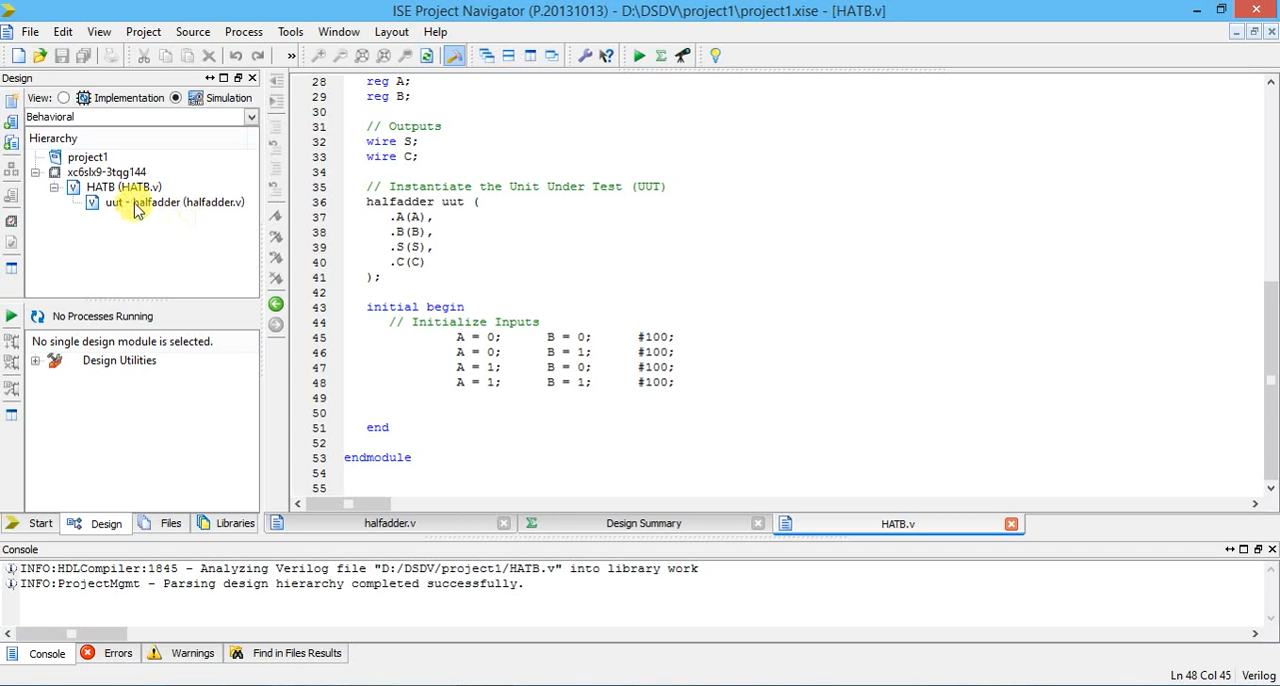 ISE Project Navigator (P.20131013) - D:\DSDV\project1\project1.xise - [HATB.v]
File Edit View Project Source Process Tools Window Layout Help
Design
View: Implementation Simulation
Behavioral
Hierarchy
project1
xc6slx9-3tqg144
HATB (HATB.v)
uut - halfadder (halfadder.v)
No Processes Running
No single design module is selected.
Design Utilities
Start Design Files Libraries
28 reg A;
29 reg B;
30
31 // Outputs
32 wire S;
33 wire C;
34
35 // Instantiate the Unit Under Test (UUT)
36 halfadder uut (
37 .A(A),
38 .B(B),
39 .S(S),
40 .C(C)
41 );
42
43 initial begin
44 // Initialize Inputs
45 A = 0; B = 0; #100;
46 A = 0; B = 1; #100;
47 A = 1; B = 0; #100;
48 A = 1; B = 1; #100;
49
50
51 end
52
53 endmodule
54
55
halfadder.v Design Summary HATB.v
Console
INFO:HDLCompiler:1845 - Analyzing Verilog file "D:/DSDV/project1/HATB.v" into library work
INFO:ProjectMgmt - Parsing design hierarchy completed successfully.
Console Errors Warnings Find in Files Results
Ln 48 Col 45 Verilog